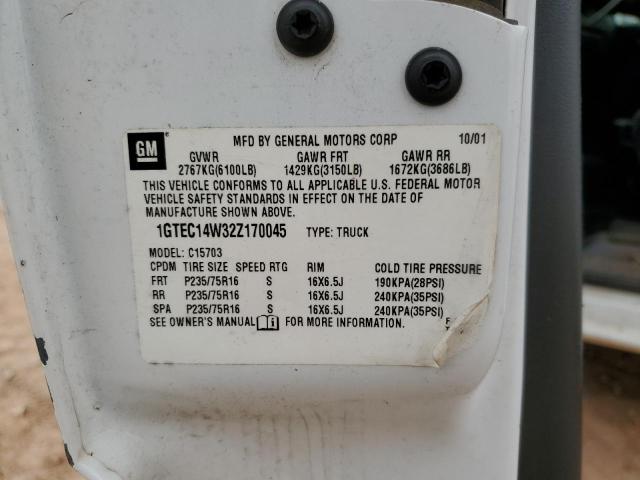 GM
MFD BY GENERAL MOTORS CORP 10/01
GVWR GAWR FRT GAWR RR
2767KG(6100LB) 1429KG(3150LB) 1672KG(3686LB)
THIS VEHICLE CONFORMS TO ALL APPLICABLE U.S. FEDERAL MOTOR
VEHICLE SAFETY STANDARDS IN EFFECT ON THE DATE OF
MANUFACTURE SHOWN ABOVE.
1GTEC14W32Z170045 TYPE: TRUCK
MODEL: C15703
CPDM TIRE SIZE SPEED RTG RIM COLD TIRE PRESSURE
FRT P235/75R16 S 16X6.5J 190KPA(28PSI)
RR P235/75R16 S 16X6.5J 240KPA(35PSI)
SPA P235/75R16 S 16X6.5J 240KPA(35PSI)
SEE OWNER'S MANUAL FOR MORE INFORMATION.